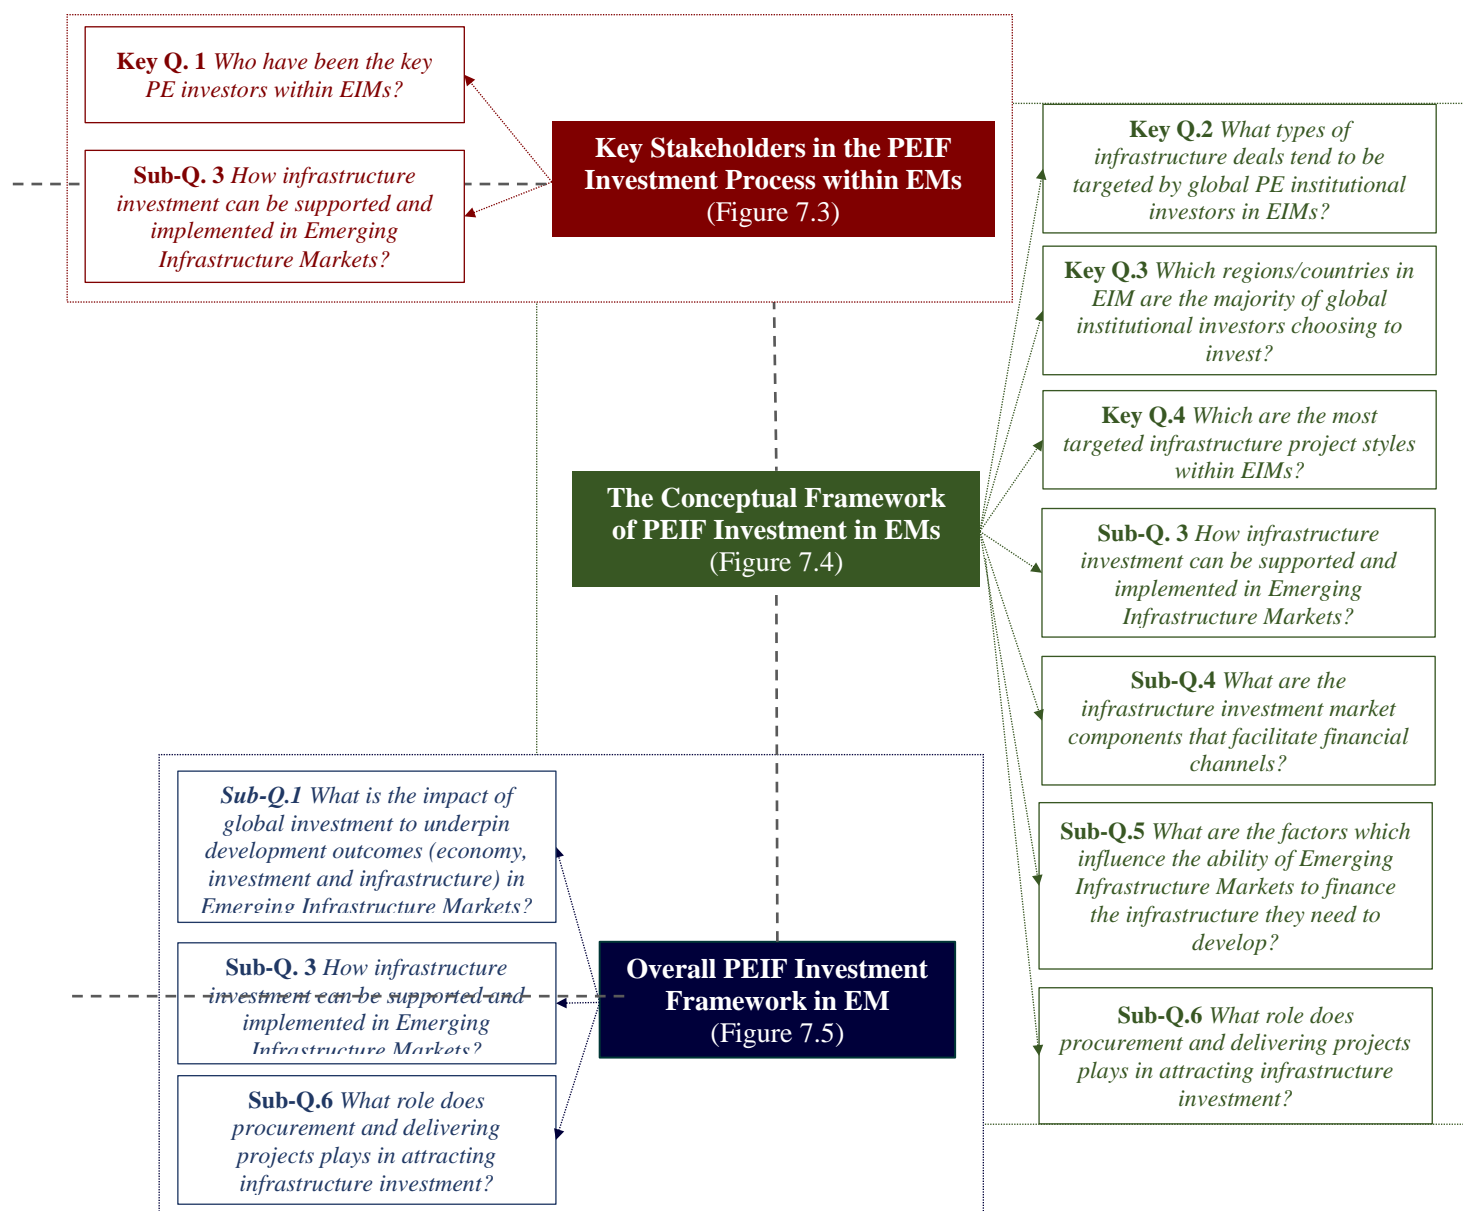 Key Q. 1 Who have been the key
PE investors within EIMs?
Sub-Q. 3 How infrastructure
investment can be supported and
implemented in Emerging
Infrastructure Markets?
Key Stakeholders in the PEIF
Investment Process within EMs
(Figure 7.3)
Key Q.2 What types of
infrastructure deals tend to be
targeted by global PE institutional
investors in EIMs?
Key Q.3 Which regions/countries in
EIM are the majority of global
institutional investors choosing to
invest?
Key Q.4 Which are the most
targeted infrastructure project styles
within EIMs?
The Conceptual Framework
of PEIF Investment in EMs
(Figure 7.4)
Sub-Q. 3 How infrastructure
investment can be supported and
implemented in Emerging
Infrastructure Markets?
Sub-Q.4 What are the
infrastructure investment market
components that facilitate financial
channels?
Sub-Q.5 What are the factors which
influence the ability of Emerging
Infrastructure Markets to finance
the infrastructure they need to
develop?
Sub-Q.6 What role does
procurement and delivering projects
plays in attracting infrastructure
investment?
Sub-Q.1 What is the impact of
global investment to underpin
development outcomes (economy,
investment and infrastructure) in
Emerging Infrastructure Markets?
Sub-Q. 3 How infrastructure
investment can be supported and
implemented in Emerging
Infrastructure Markets?
Sub-Q.6 What role does
procurement and delivering
projects plays in attracting
infrastructure investment?
Overall PEIF Investment
Framework in EM
(Figure 7.5)